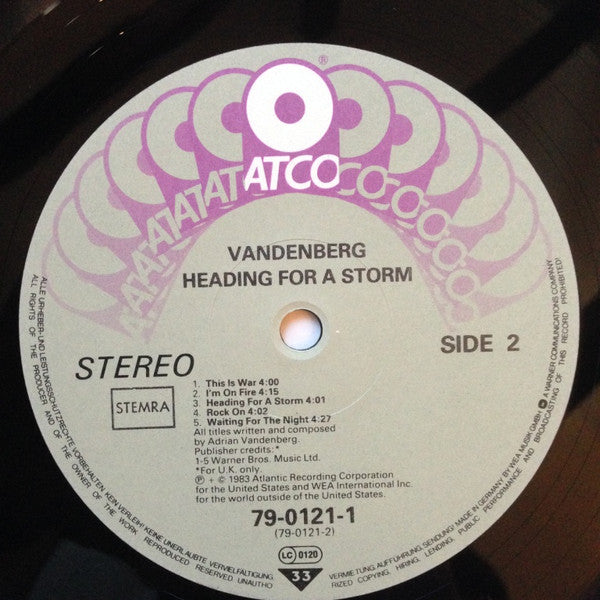 ®
ATCO
VANDENBERG
HEADING FOR A STORM
STEREO
SIDE 2
STEMRA
1. This Is War 4:00
2. I'm On Fire 4:15
3. Heading For A Storm 4:01
4. Rock On 4:02
5. Waiting For The Night 4:27
All titles written and composed
by Adrian Vandenberg.
Publisher credits:*
1-5 Warner Bros. Music Ltd.
*For U.K. only.
℗ + © 1983 Atlantic Recording Corporation
for the United States and WEA International Inc.
for the world outside of the United States.
79-0121-1
(79-0121-2)
LC 0120
33
ALLE URHEBER- UND LEISTUNGSSCHUTZRECHTE VORBEHALTEN. KEIN VERLEIH! KEINE UNERLAUBTE VERVIELFÄLTIGUNG,
VERMIETUNG, AUFFÜHRUNG, SENDUNG! MADE IN GERMANY BY WEA MUSIK GMBH. A WARNER COMMUNICATIONS COMPANY
ALL RIGHTS OF THE PRODUCER AND OF THE OWNER OF THE WORK REPRODUCED RESERVED. UNAUTHO
RIZED COPYING, HIRING, LENDING, PUBLIC PERFORMANCE AND BROADCASTING OF THIS RECORD PROHIBITED!